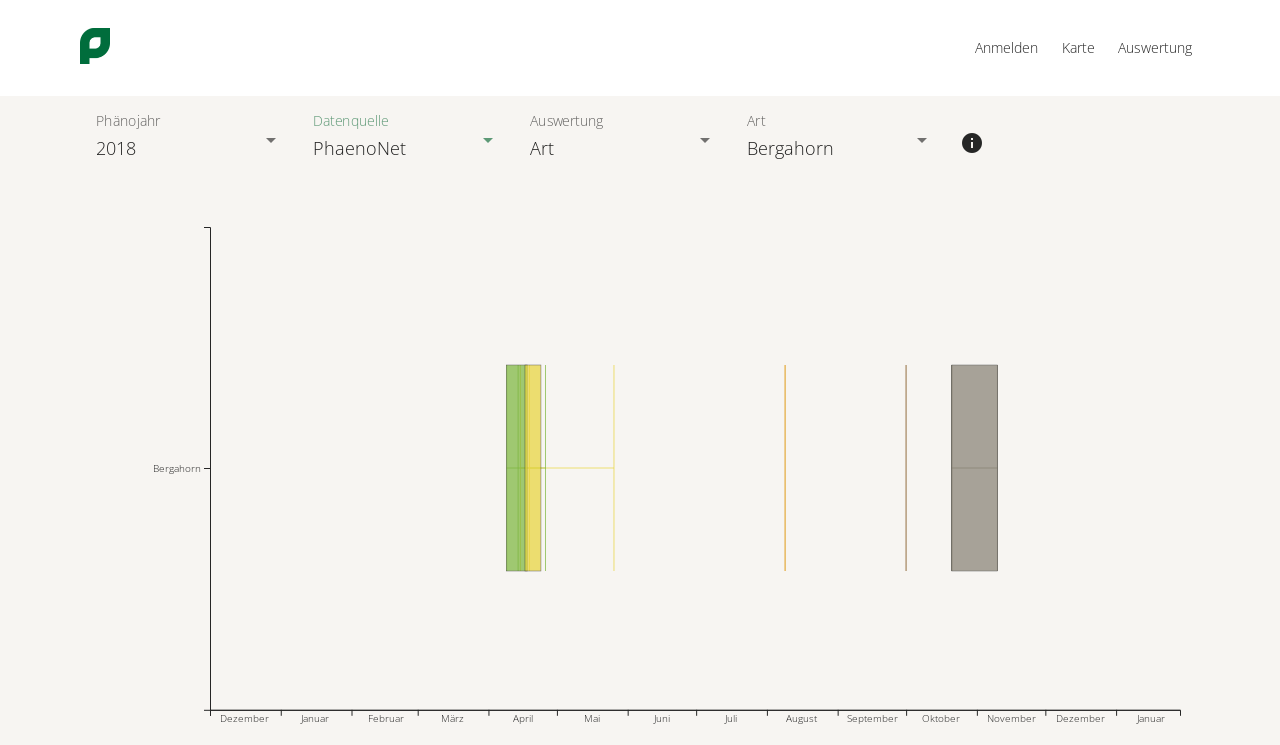 Anmelden Karte Auswertung
Phänojahr Datenquelle Auswertung Art
2018 PhaenoNet Art Bergahorn
Bergahorn
Dezember Januar Februar März April Mai Juni Juli August September Oktober November Dezember Januar